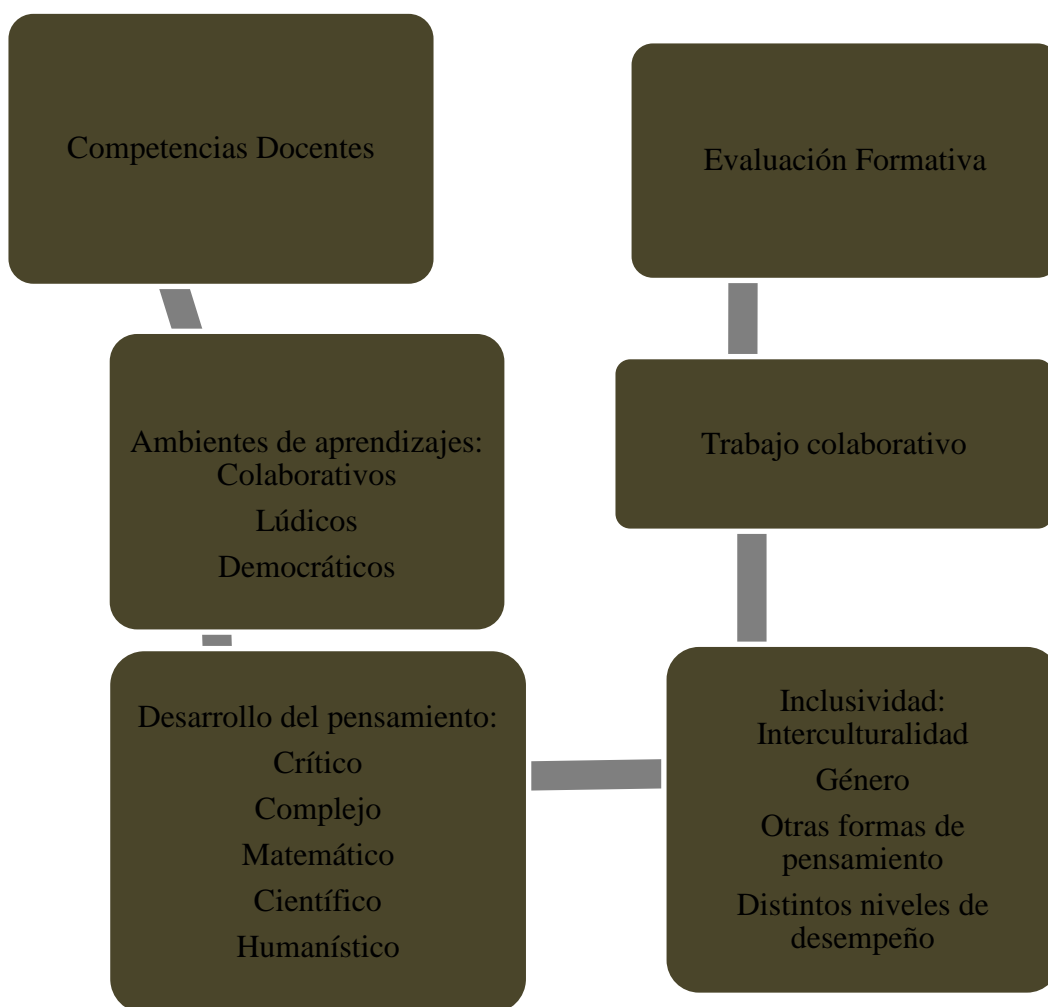 Competencias Docentes
Ambientes de aprendizajes:
Colaborativos
Lúdicos
Democráticos
Desarrollo del pensamiento:
Crítico
Complejo
Matemático
Científico
Humanístico
Inclusividad:
Interculturalidad
Género
Otras formas de
pensamiento
Distintos niveles de
desempeño
Trabajo colaborativo
Evaluación Formativa